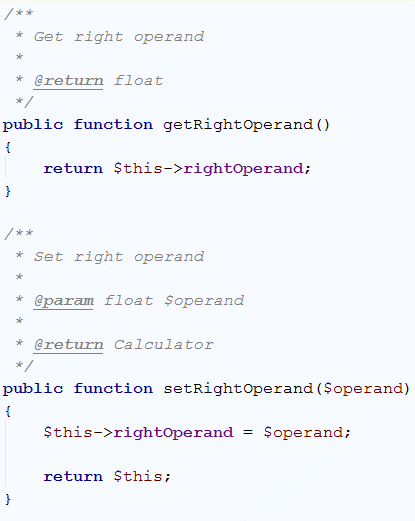 /**
 * Get right operand
 *
 * @return float
 */
public function getRightOperand()
{
    return $this->rightOperand;
}

/**
 * Set right operand
 *
 * @param float $operand
 *
 * @return Calculator
 */
public function setRightOperand($operand)
{
    $this->rightOperand = $operand;

    return $this;
}